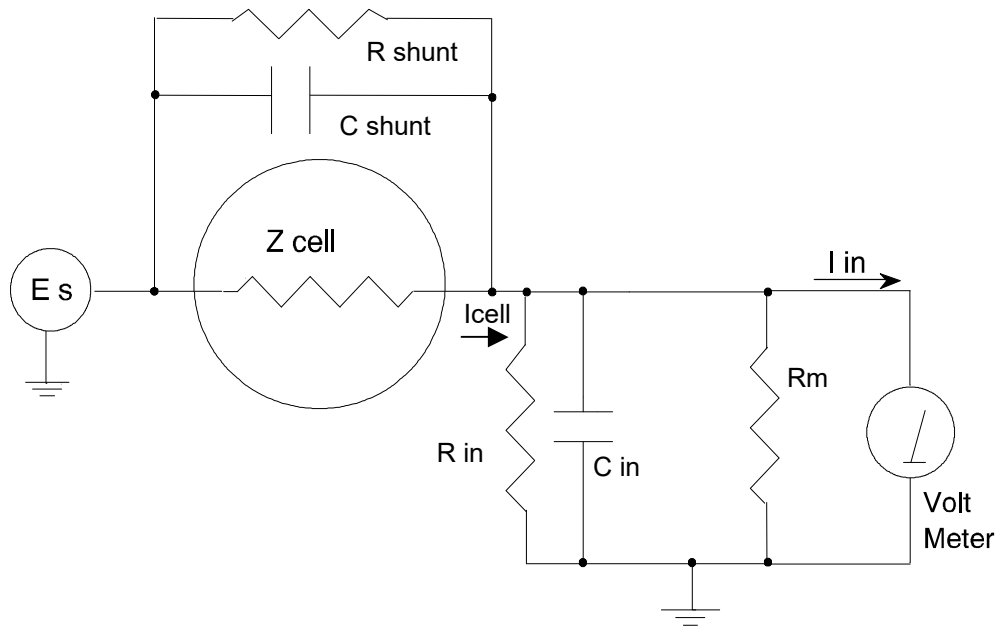 R shunt
C shunt
Z cell
E s
I in
Icell
Rm
R in
C in
Volt
Meter